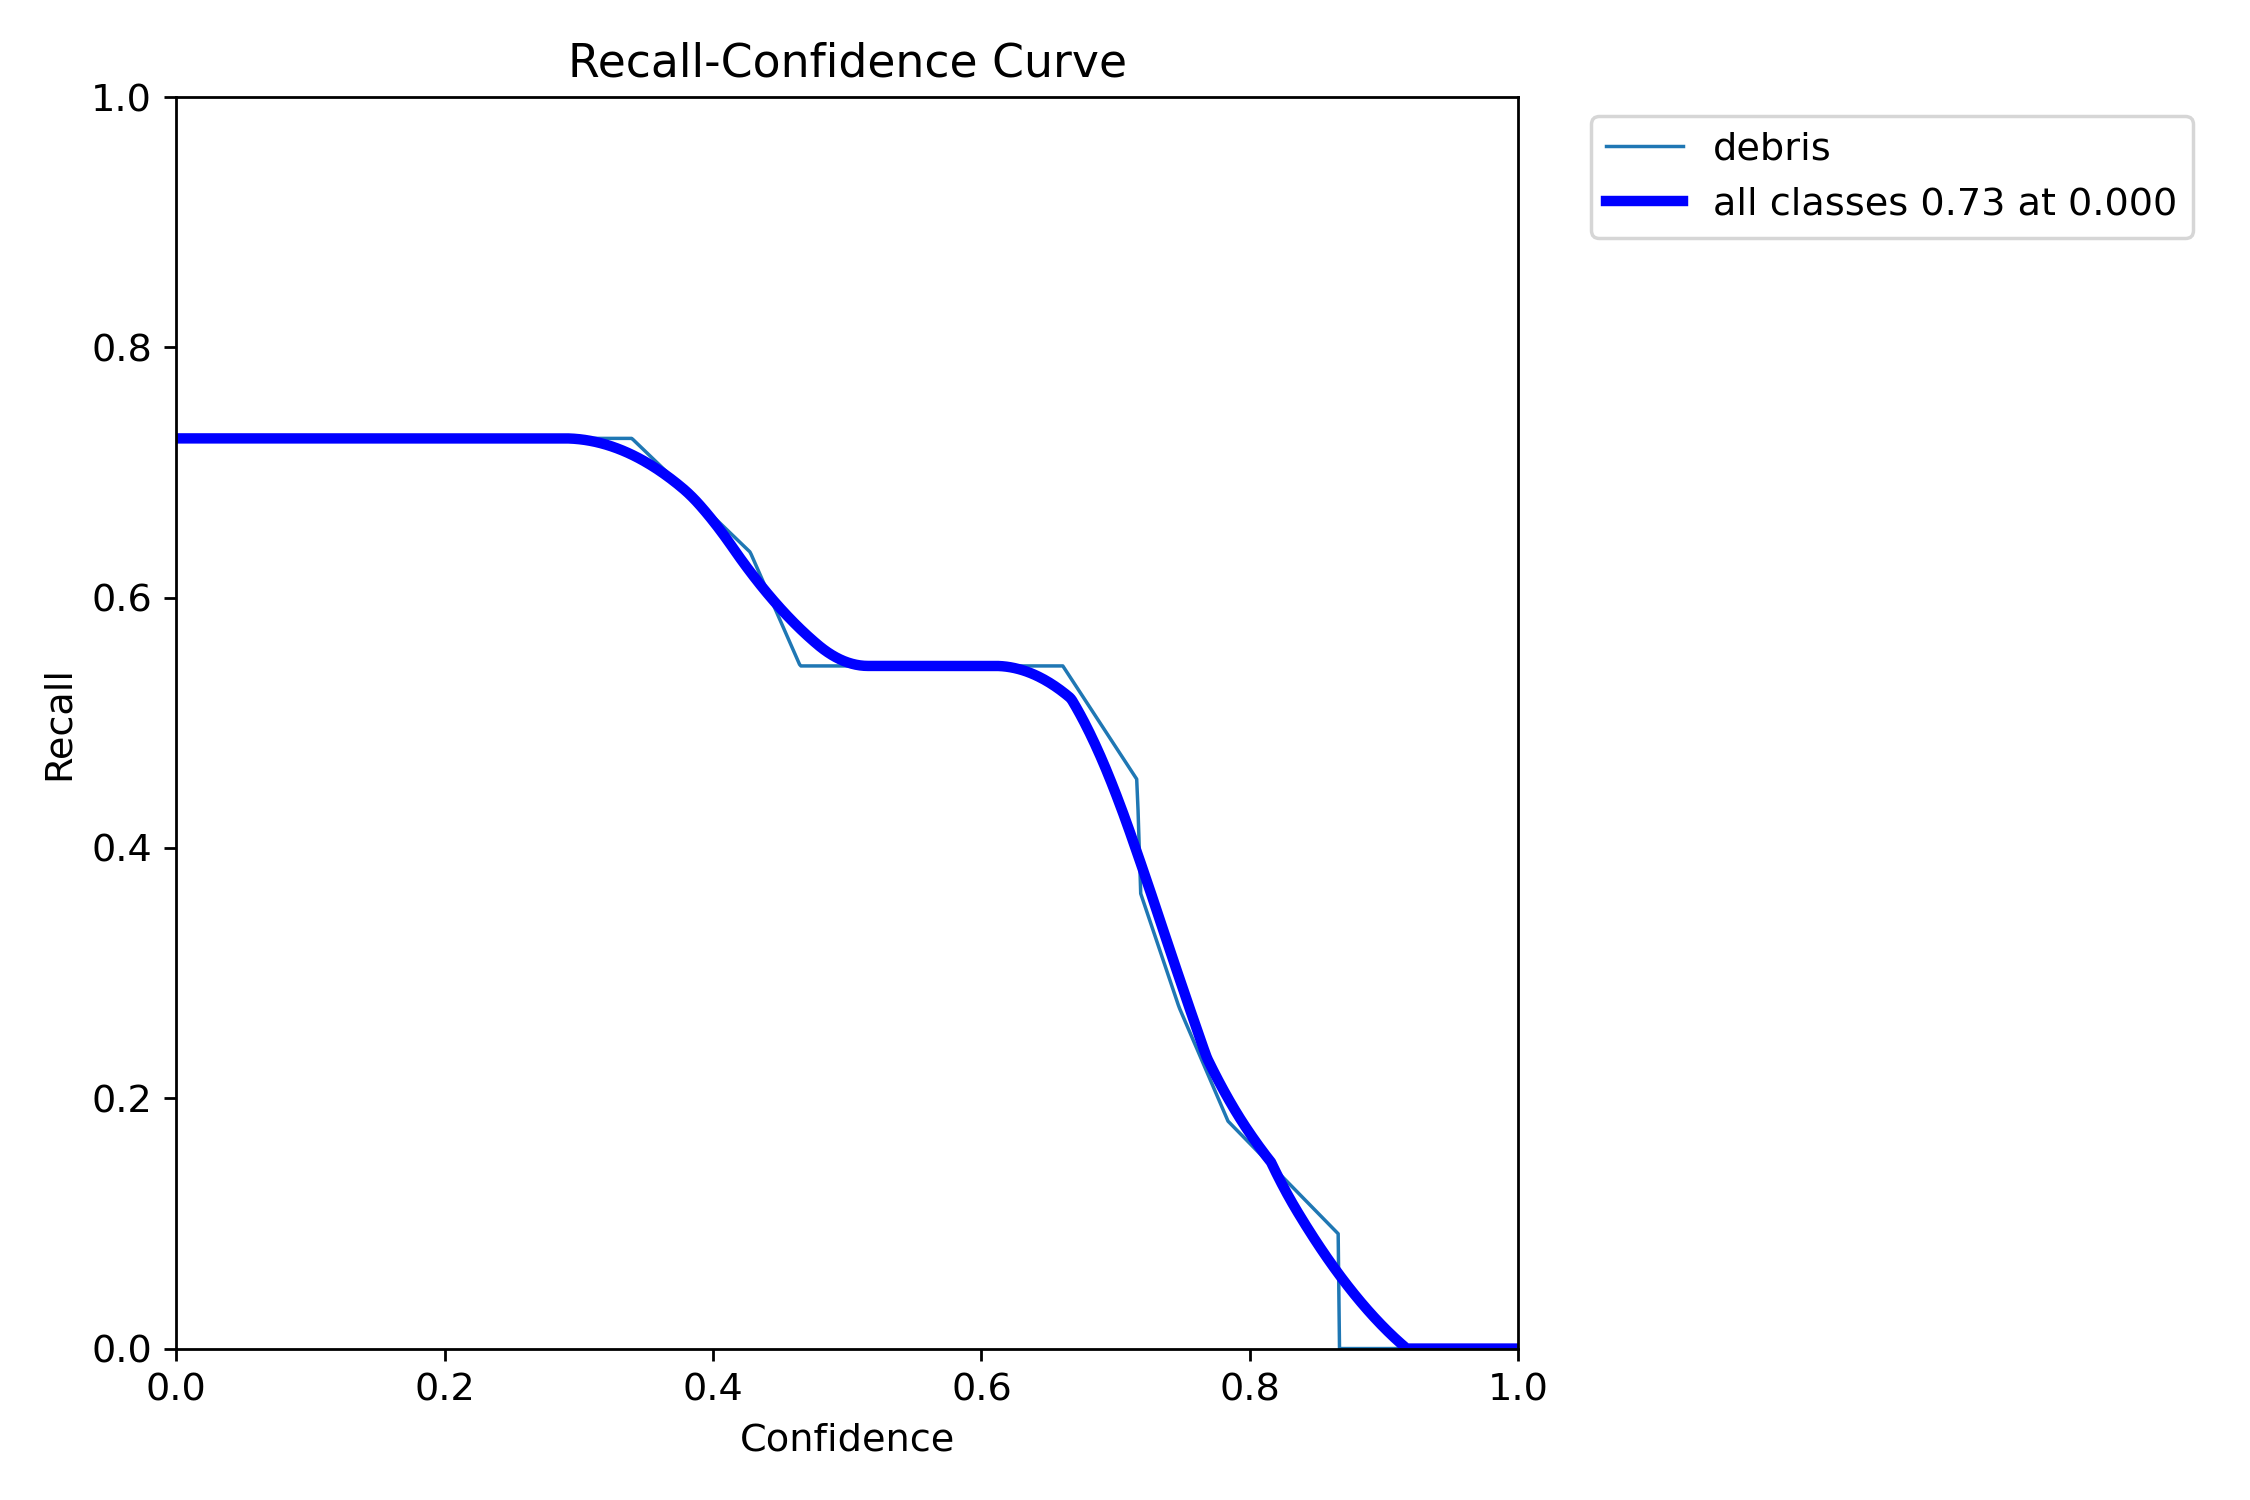 Recall-Confidence Curve
1.0
0.8
0.6
0.4
0.2
0.0
Recall
0.0 0.2 0.4 0.6 0.8 1.0
Confidence
debris
all classes 0.73 at 0.000